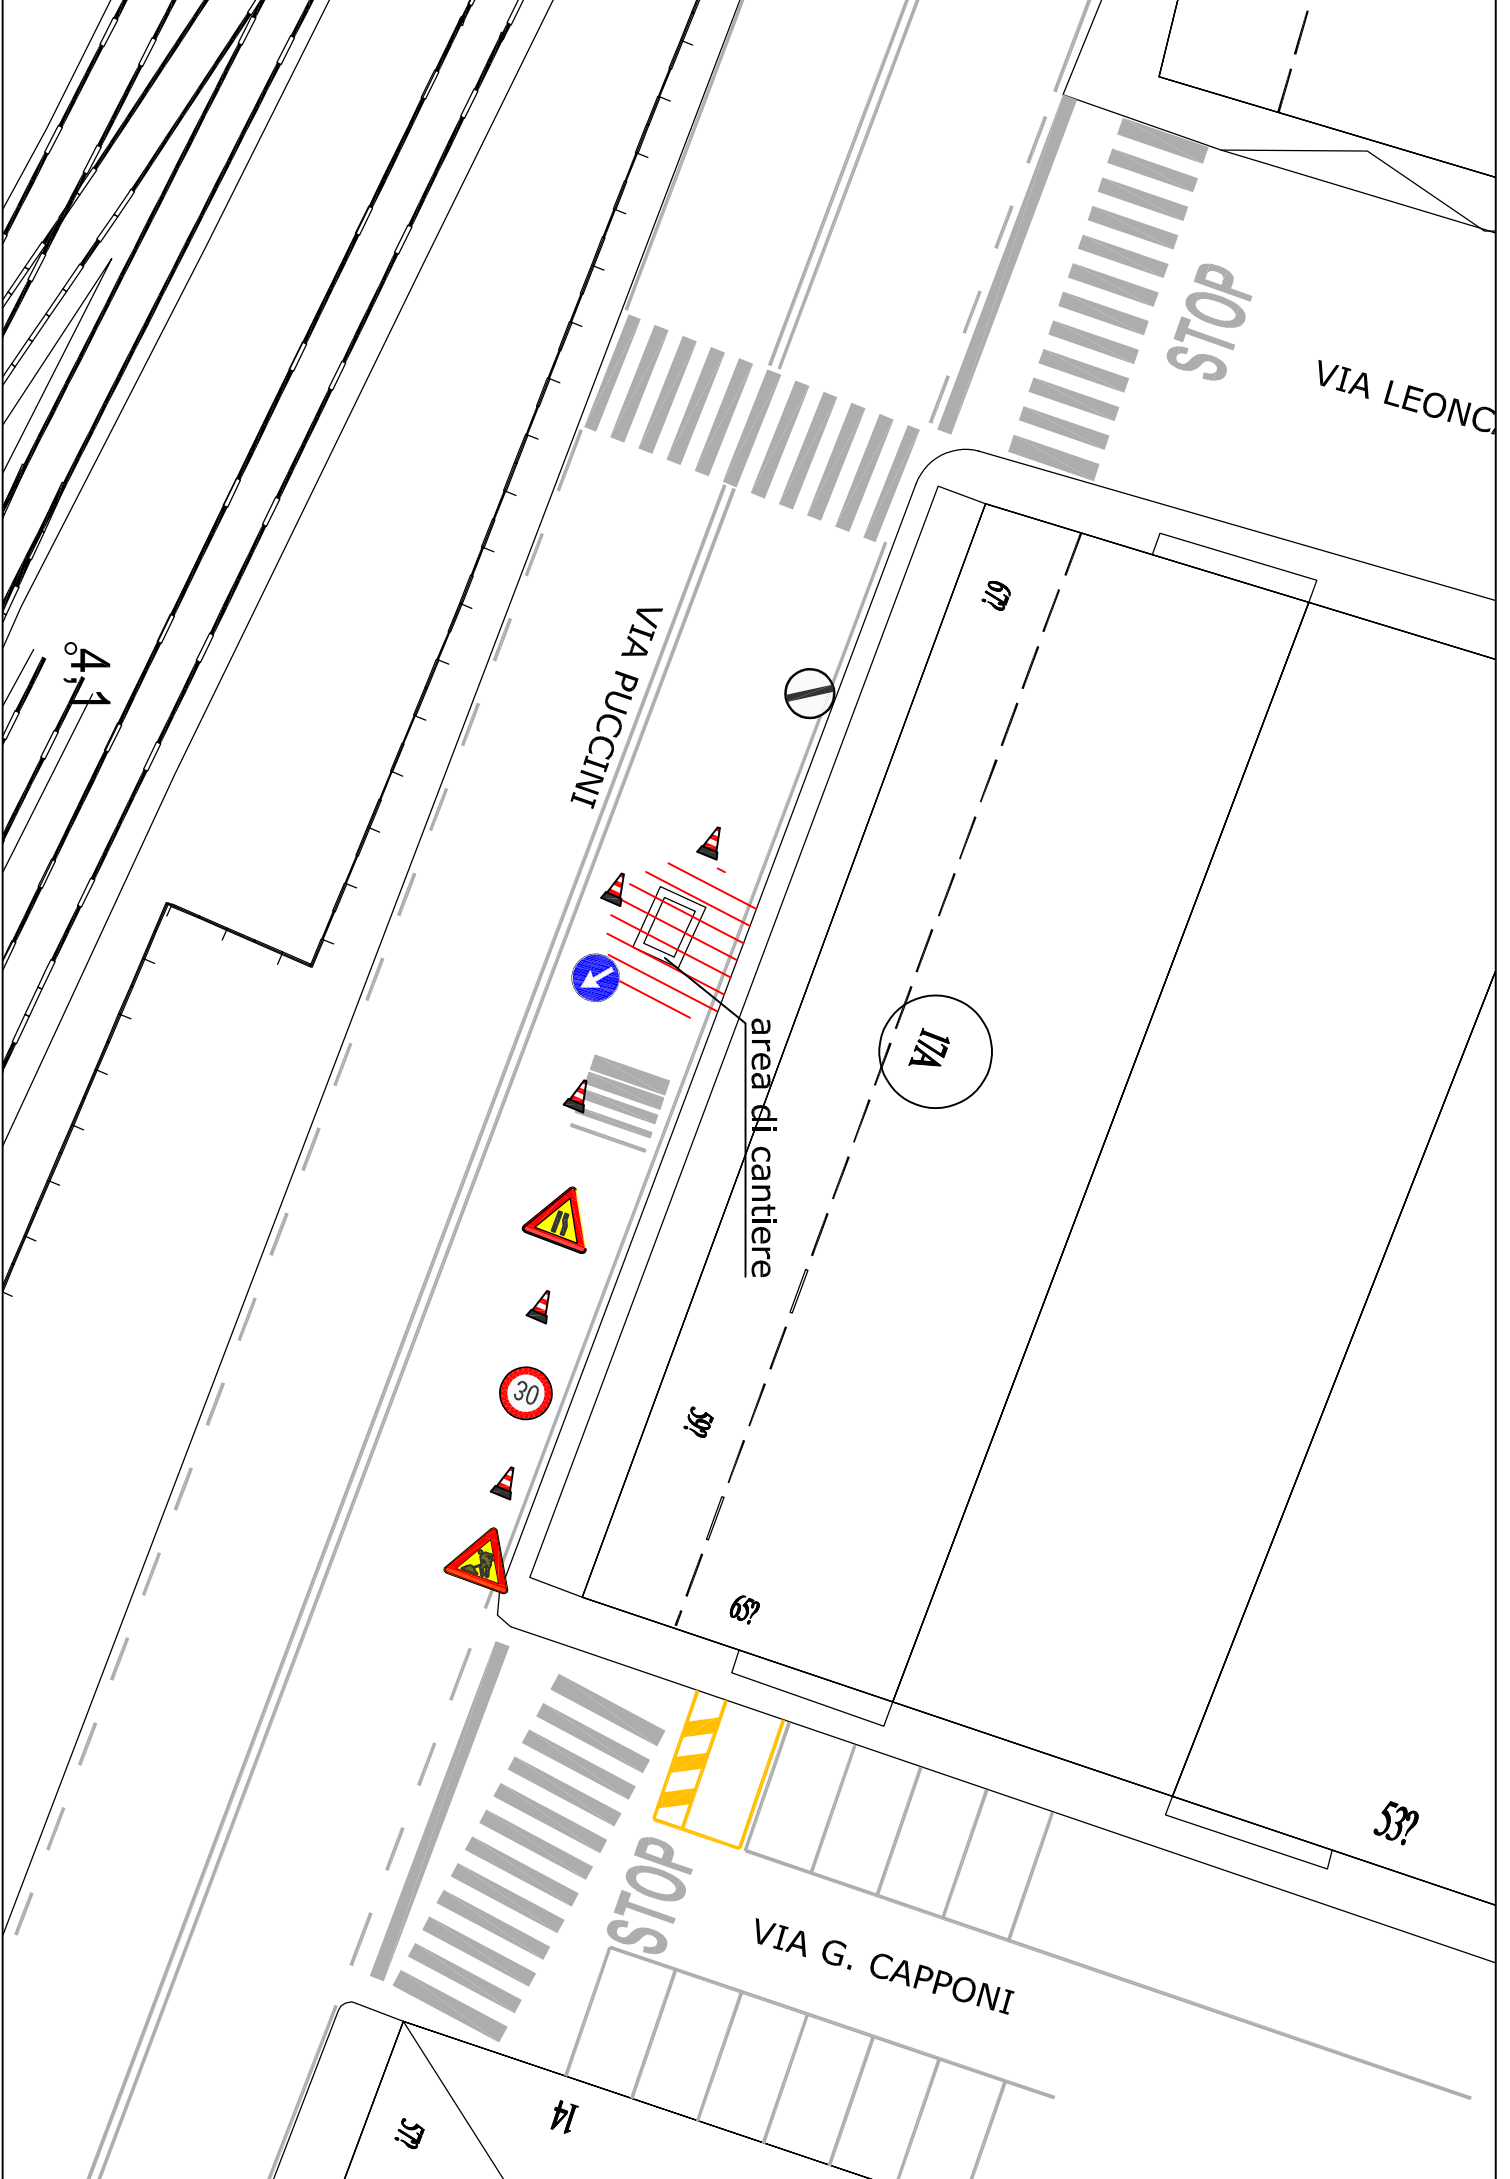 STOP
VIA LEONCA
67?
4,1°
VIA PUCCINI
17A
area di cantiere
30
59?
65?
53?
STOP
VIA G. CAPPONI
14
57?